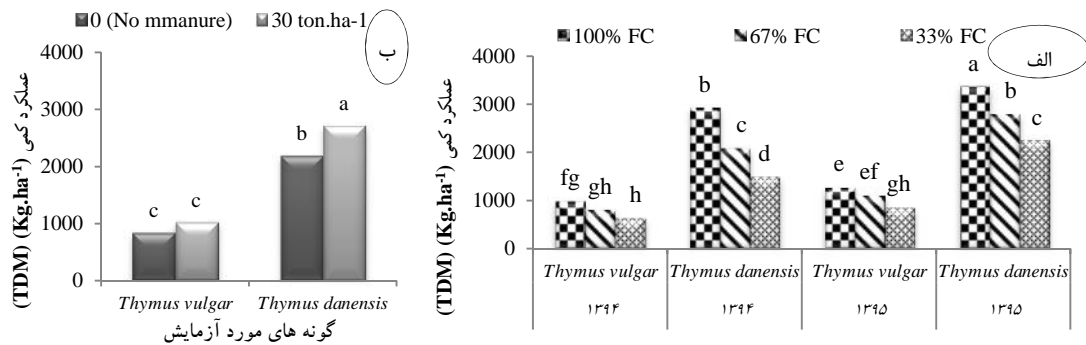 ■0 (No mmanure) ■30 ton.ha-1
ب
عملکرد کمی (TDM) (Kg.ha-1)
4000
3000
2000
1000
0
c c b a
Thymus vulgar Thymus danensis
گونه های مورد آزمایش
100% FC 67% FC 33% FC
الف
عملکرد کمی (TDM) (Kg.ha-1)
4000
3000
2000
1000
0
fg gh h b c d e ef gh a b c
Thymus vulgar Thymus danensis Thymus vulgar Thymus danensis
۱۳۹۴ ۱۳۹۴ ۱۳۹۵ ۱۳۹۵